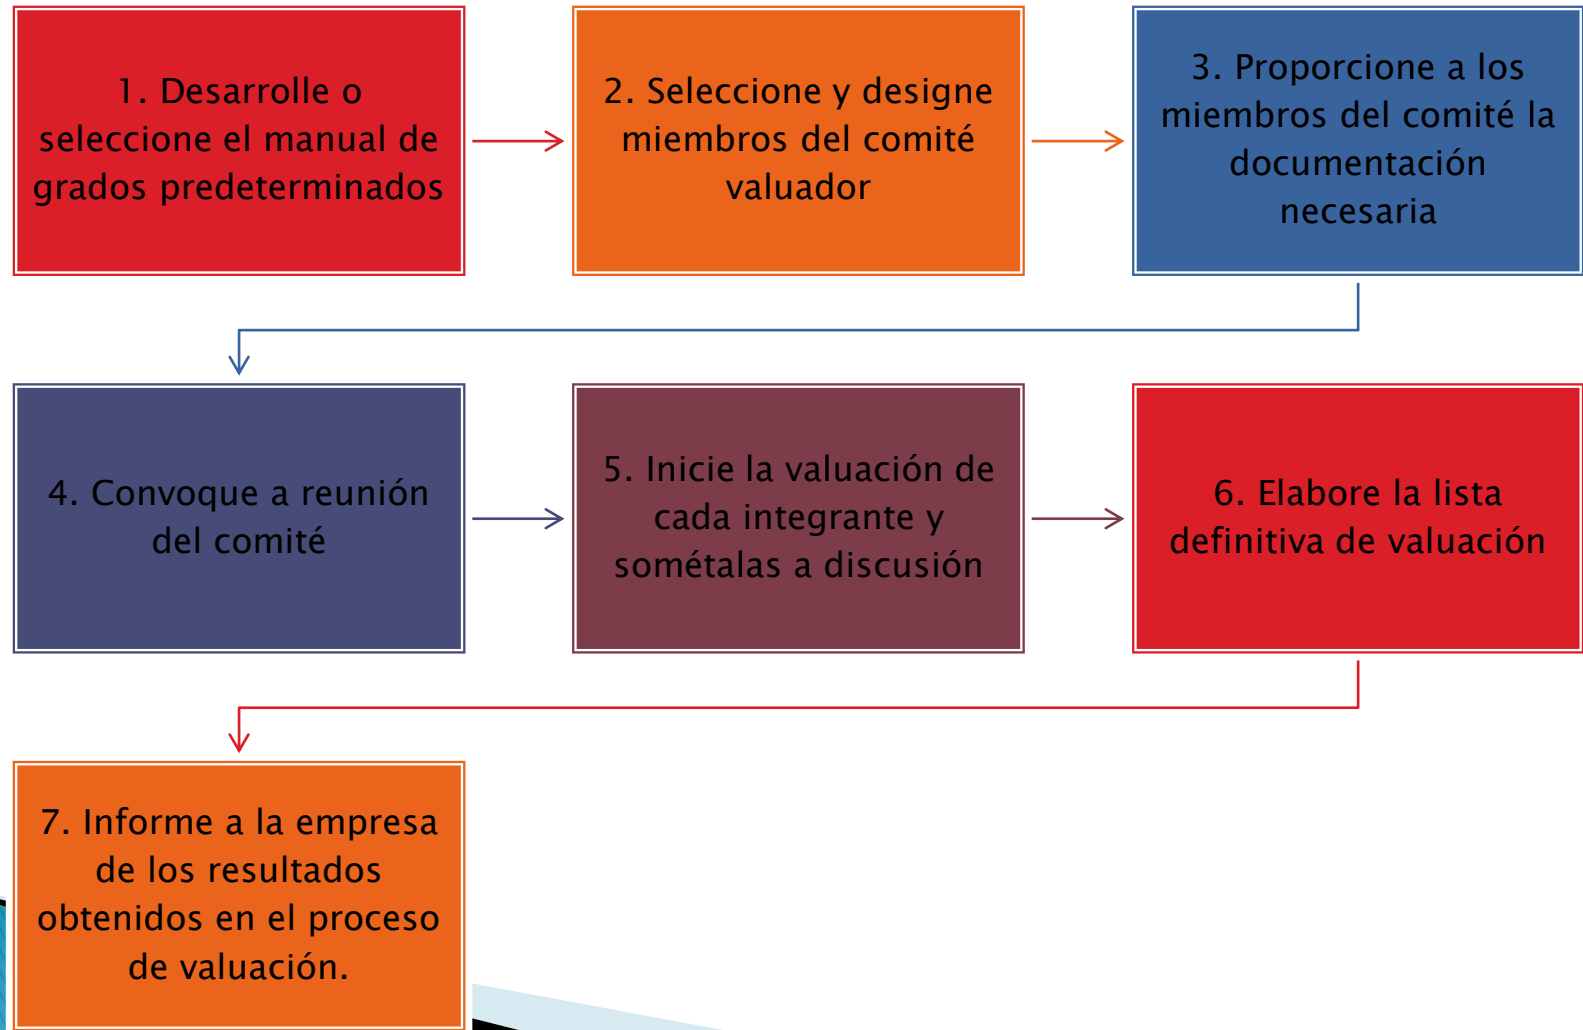 1. Desarrolle o
seleccione el manual de
grados predeterminados
2. Seleccione y designe
miembros del comité
valuador
3. Proporcione a los
miembros del comité la
documentación
necesaria
4. Convoque a reunión
del comité
5. Inicie la valuación de
cada integrante y
sométalas a discusión
6. Elabore la lista
definitiva de valuación
7. Informe a la empresa
de los resultados
obtenidos en el proceso
de valuación.